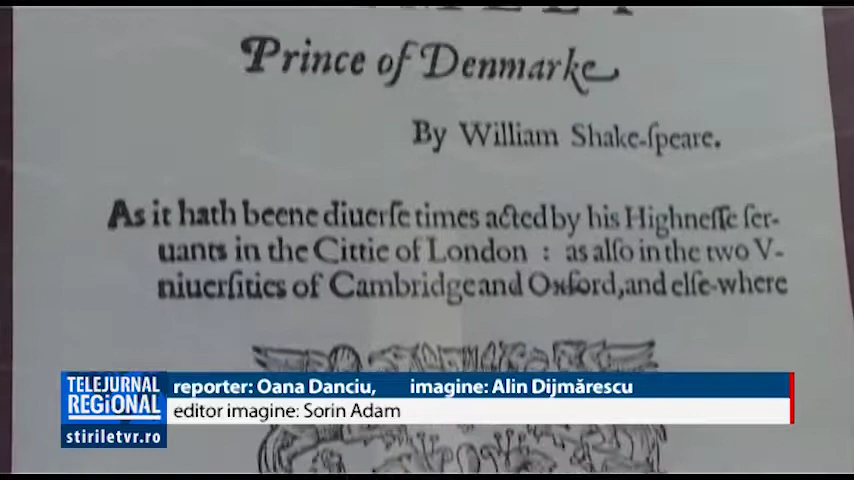 Prince of Denmarke
By William Shake-ſpeare.
As it hath beene diuerſe times acted by his Highneſſe ſer-
uants in the Cittie of London : as alſo in the two V-
niuerſities of Cambridge and Oxford, and elſe-where
TELEJURNAL
REGIONAL
stiriletvr.ro
reporter: Oana Danciu, imagine: Alin Dijmărescu
editor imagine: Sorin Adam